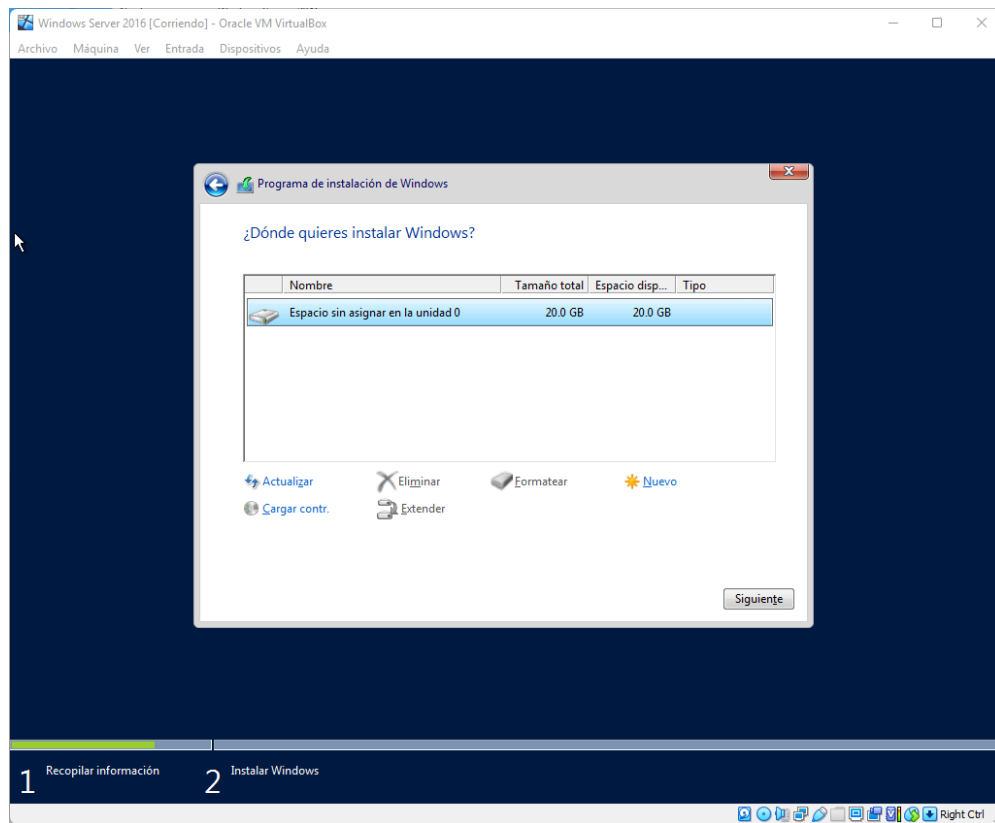 Windows Server 2016 [Corriendo] - Oracle VM VirtualBox
Archivo Máquina Ver Entrada Dispositivos Ayuda
Programa de instalación de Windows
¿Dónde quieres instalar Windows?
Nombre Tamaño total Espacio disp... Tipo
Espacio sin asignar en la unidad 0 20.0 GB 20.0 GB
Actualizar Eliminar Formatear Nuevo
Cargar contr. Extender
Siguiente
1 Recopilar información 2 Instalar Windows
Right Ctrl